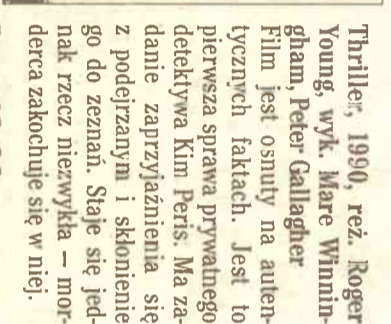 Thriller, 1990, reż. Roger
Young, wyk. Mare Winnin-
gham, Peter Gallagher
Film jest osnuty na auten-
tycznych faktach. Jest to
pierwsza sprawa prywatnego
detektywa Kim Peris. Ma za-
danie zaprzyjaźnienia się
z podejrzanym i skłonienie
go do zeznań. Staje się jed-
nak rzecz niezwykła – mor-
derca zakochuje się w niej.